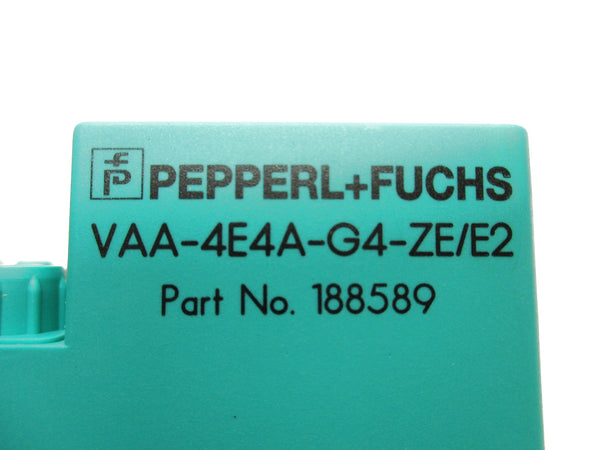 PEPPERL+FUCHS
VAA-4E4A-G4-ZE/E2
Part No. 188589